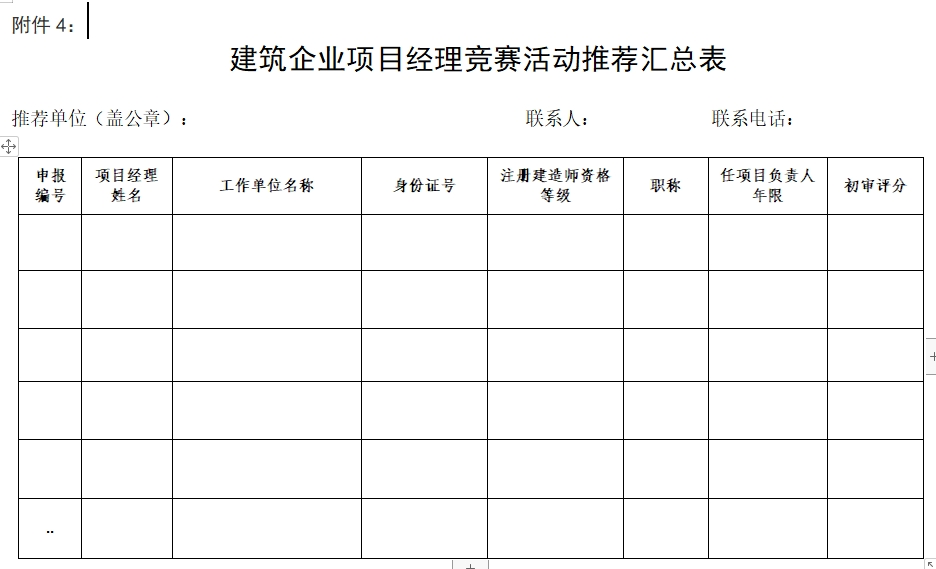 附件 4：
建筑企业项目经理竞赛活动推荐汇总表
推荐单位（盖公章）： 联系人： 联系电话：
申报编号 项目经理姓名 工作单位名称 身份证号 注册建造师资格等级 职称 任项目负责人年限 初审评分
..